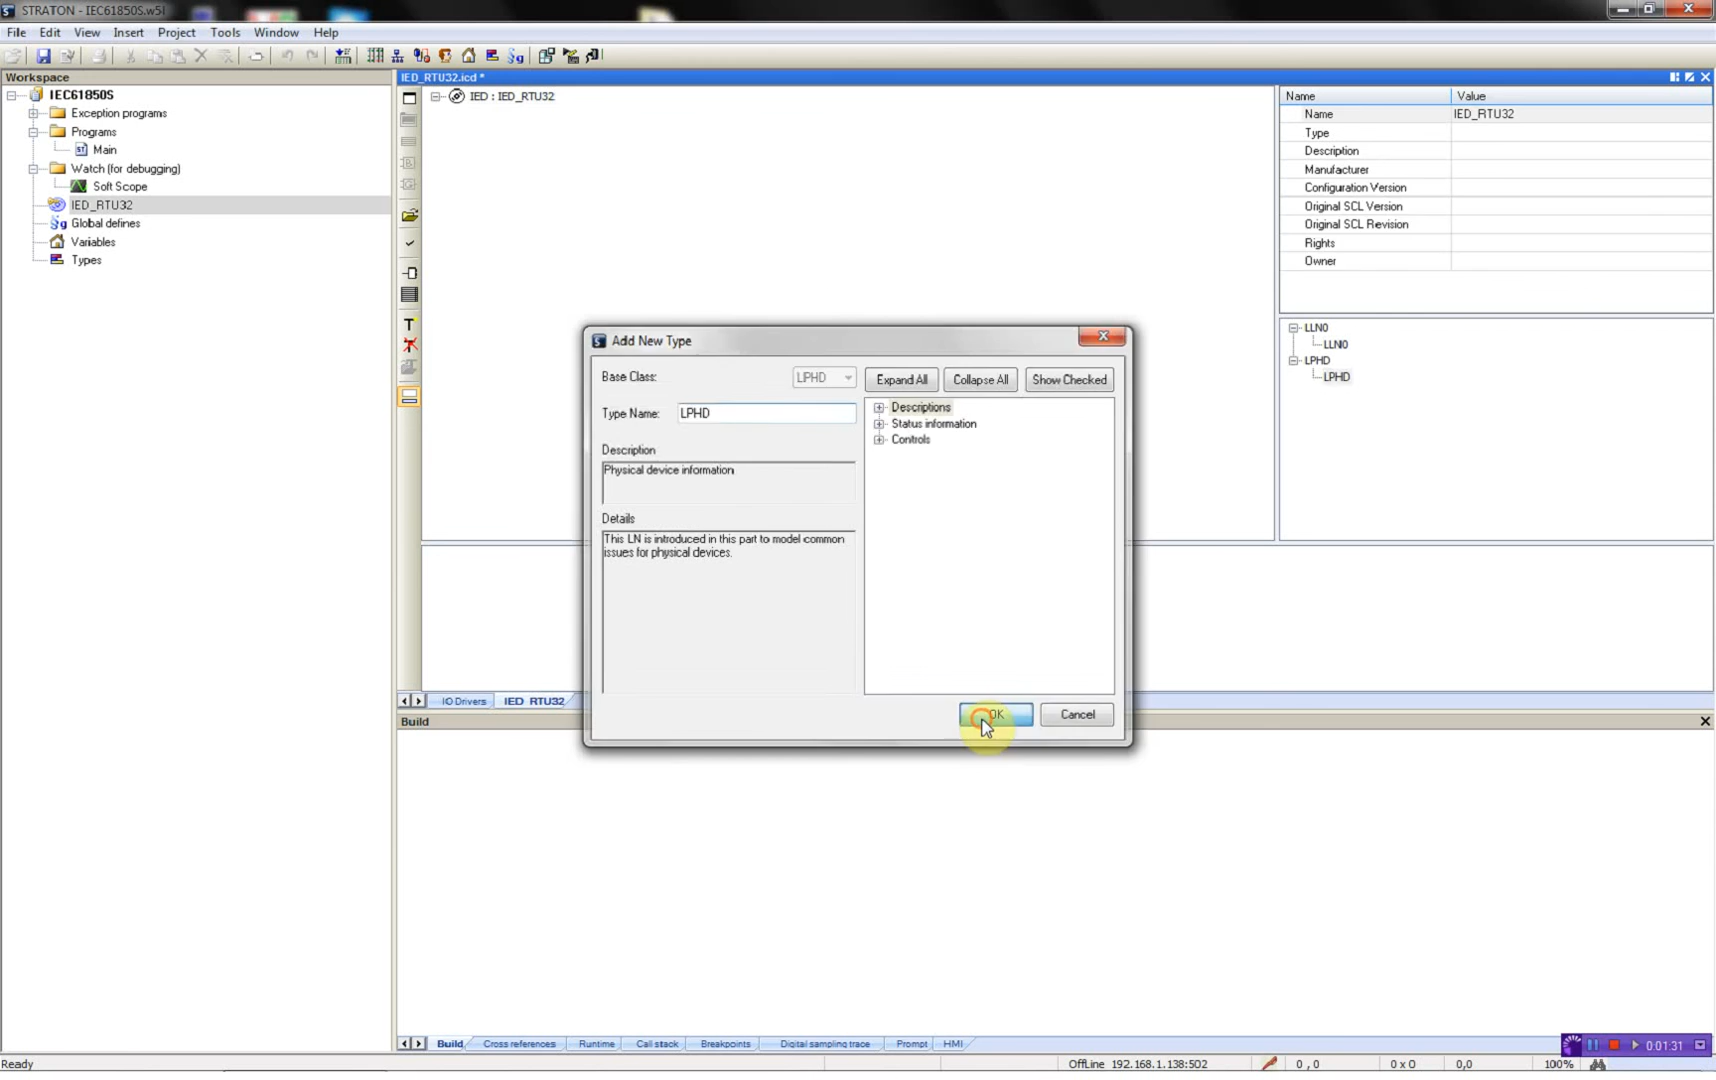 STRATON - IEC61850S.w5l
File Edit View Insert Project Tools Window Help
Workspace
IEC61850S
Exception programs
Programs
Main
Watch (for debugging)
Soft Scope
IED_RTU32
Global defines
Variables
Types
IED_RTU32.icd *
IED : IED_RTU32
Name Value
Name IED_RTU32
Type
Description
Manufacturer
Configuration Version
Original SCL Version
Original SCL Revision
Rights
Owner
LLN0
LLN0
LPHD
LPHD
Add New Type
Base Class: LPHD
Expand All Collapse All Show Checked
Type Name: LPHD
Descriptions
Status information
Controls
Description
Physical device information
Details
This LN is introduced in this part to model common
issues for physical devices.
OK Cancel
IO Drivers IED_RTU32
Build
Build Cross references Runtime Call stack Breakpoints Digital sampling trace Prompt HMI
Ready OffLine 192.168.1.138:502 0 , 0 0 x 0 0,0 100%
0:01:31